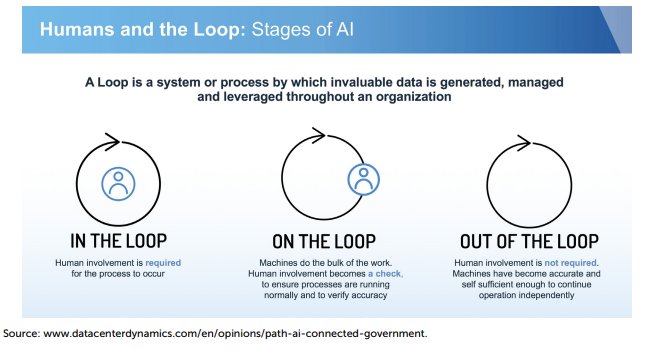 Humans and the Loop: Stages of AI
A Loop is a system or process by which invaluable data is generated, managed
and leveraged throughout an organization
IN THE LOOP
Human involvement is required
for the process to occur
ON THE LOOP
Machines do the bulk of the work.
Human involvement becomes a check,
to ensure processes are running
normally and to verify accuracy
OUT OF THE LOOP
Human involvement is not required.
Machines have become accurate and
self sufficient enough to continue
operation independently
Source: www.datacenterdynamics.com/en/opinions/path-ai-connected-government.